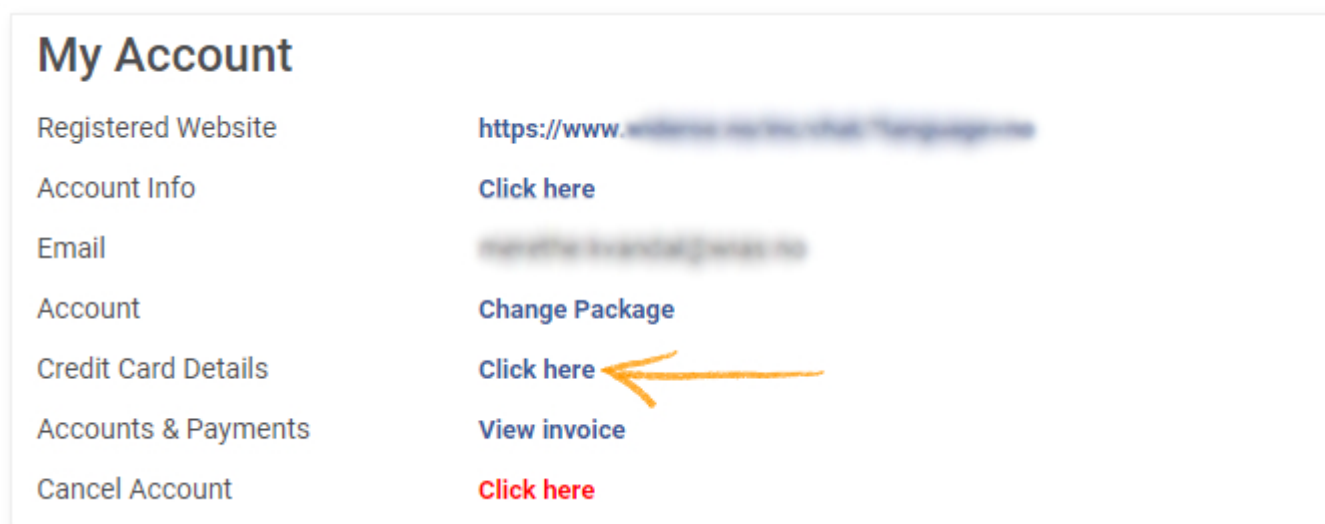 My Account
Registered Website https://www.
Account Info Click here
Email
Account Change Package
Credit Card Details Click here
Accounts & Payments View invoice
Cancel Account Click here